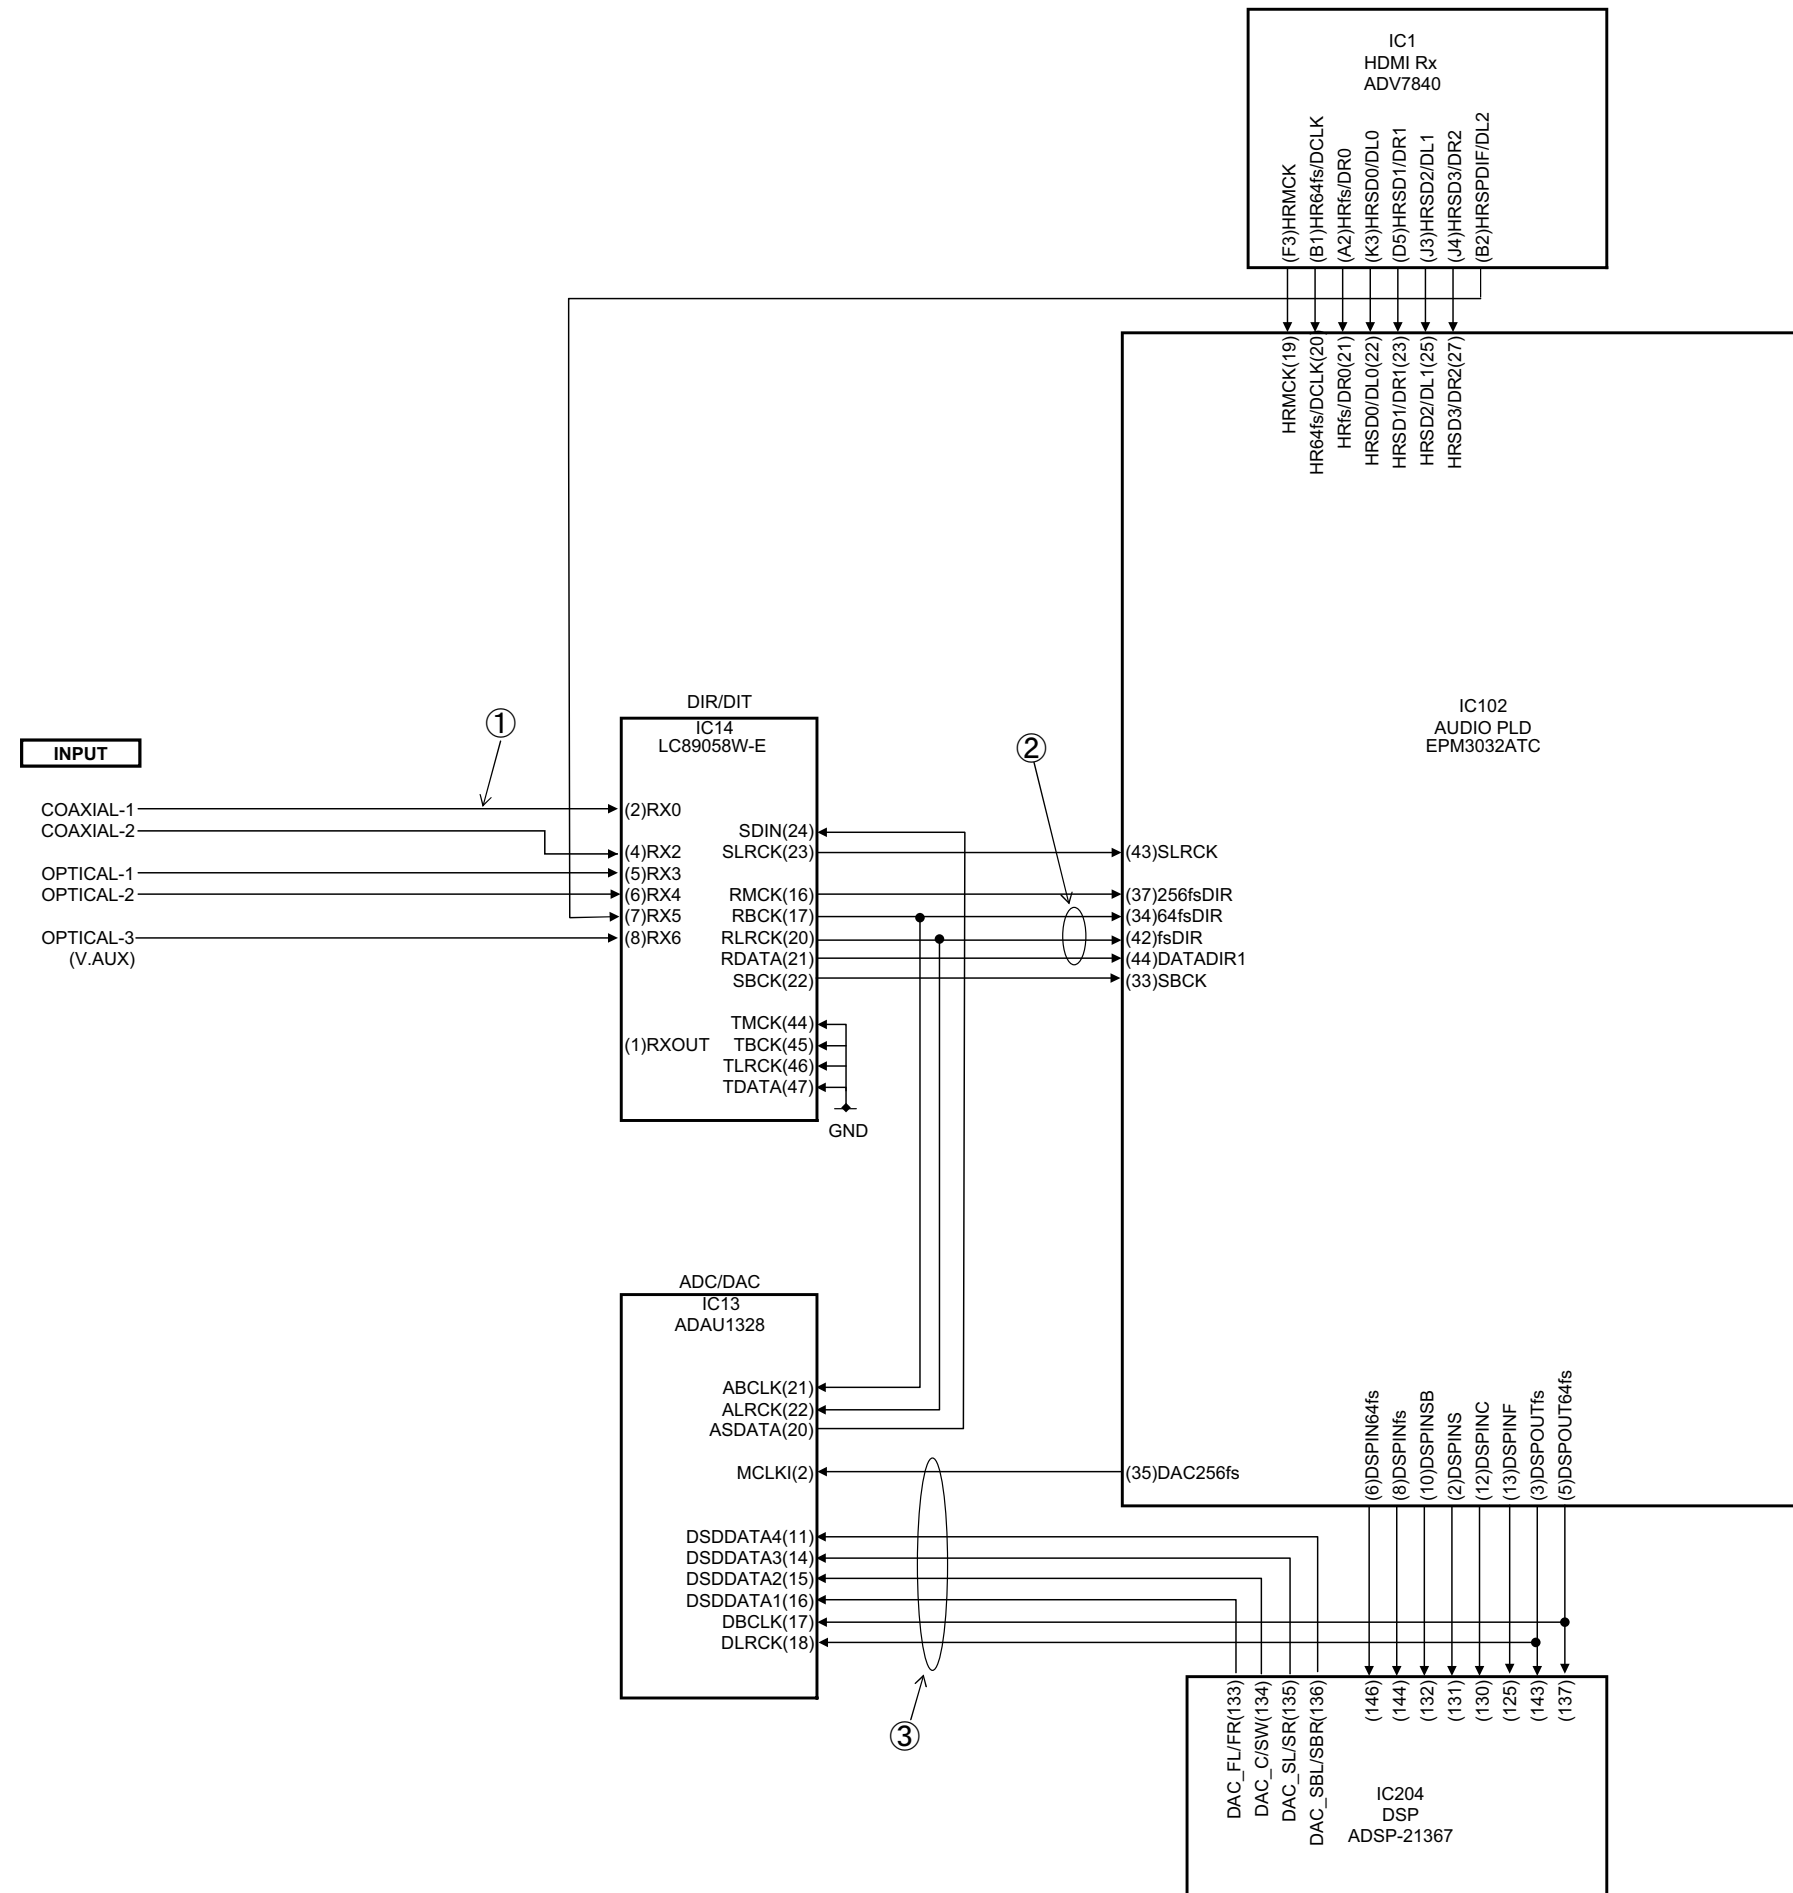 IC1
HDMI Rx
ADV7840
(F3)HRMCK
(B1)HR64fs/DCLK
(A2)HRfs/DR0
(K3)HRSD0/DL0
(D5)HRSD1/DR1
(J3)HRSD2/DL1
(J4)HRSD3/DR2
(B2)HRSPDIF/DL2
HRMCK(19)
HR64fs/DCLK(20)
HRfs/DR0(21)
HRSD0/DL0(22)
HRSD1/DR1(23)
HRSD2/DL1(25)
HRSD3/DR2(27)
IC102
AUDIO PLD
EPM3032ATC
DIR/DIT
IC14
LC89058W-E
①
②
INPUT
COAXIAL-1
COAXIAL-2
OPTICAL-1
OPTICAL-2
OPTICAL-3
(V.AUX)
(2)RX0
(4)RX2
(5)RX3
(6)RX4
(7)RX5
(8)RX6
(1)RXOUT
SDIN(24)
SLRCK(23)
RMCK(16)
RBCK(17)
RLRCK(20)
RDATA(21)
SBCK(22)
TMCK(44)
TBCK(45)
TLRCK(46)
TDATA(47)
GND
(43)SLRCK
(37)256fsDIR
(34)64fsDIR
(42)fsDIR
(44)DATADIR1
(33)SBCK
ADC/DAC
IC13
ADAU1328
ABCLK(21)
ALRCK(22)
ASDATA(20)
MCLKI(2)
DSDDATA4(11)
DSDDATA3(14)
DSDDATA2(15)
DSDDATA1(16)
DBCLK(17)
DLRCK(18)
(35)DAC256fs
③
(6)DSPIN64fs
(8)DSPINfs
(10)DSPINSB
(2)DSPINS
(12)DSPINC
(13)DSPINF
(3)DSPOUTfs
(5)DSPOUT64fs
DAC_FL/FR(133)
DAC_C/SW(134)
DAC_SL/SR(135)
DAC_SBL/SBR(136)
(146)
(144)
(132)
(131)
(130)
(125)
(143)
(137)
IC204
DSP
ADSP-21367